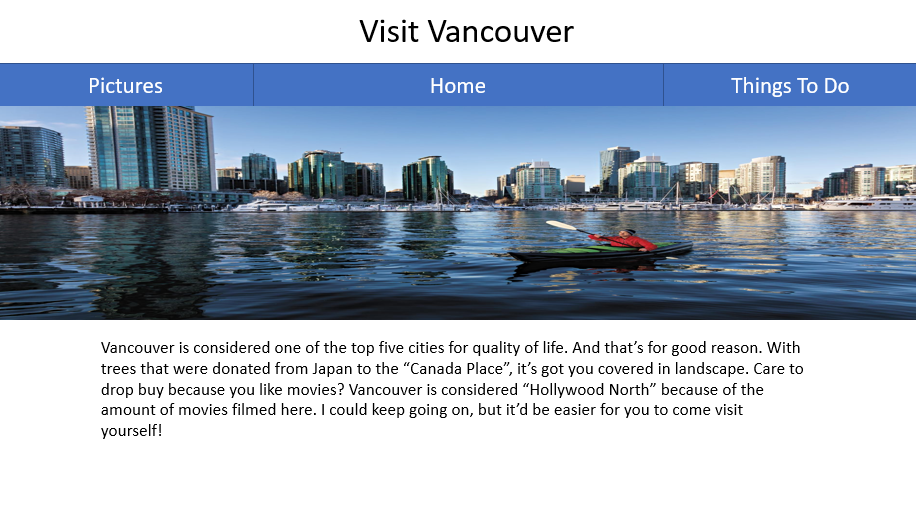 Visit Vancouver
Pictures
Home
Things To Do
Vancouver is considered one of the top five cities for quality of life. And that’s for good reason. With
trees that were donated from Japan to the “Canada Place”, it’s got you covered in landscape. Care to
drop buy because you like movies? Vancouver is considered “Hollywood North” because of the
amount of movies filmed here. I could keep going on, but it’d be easier for you to come visit
yourself!